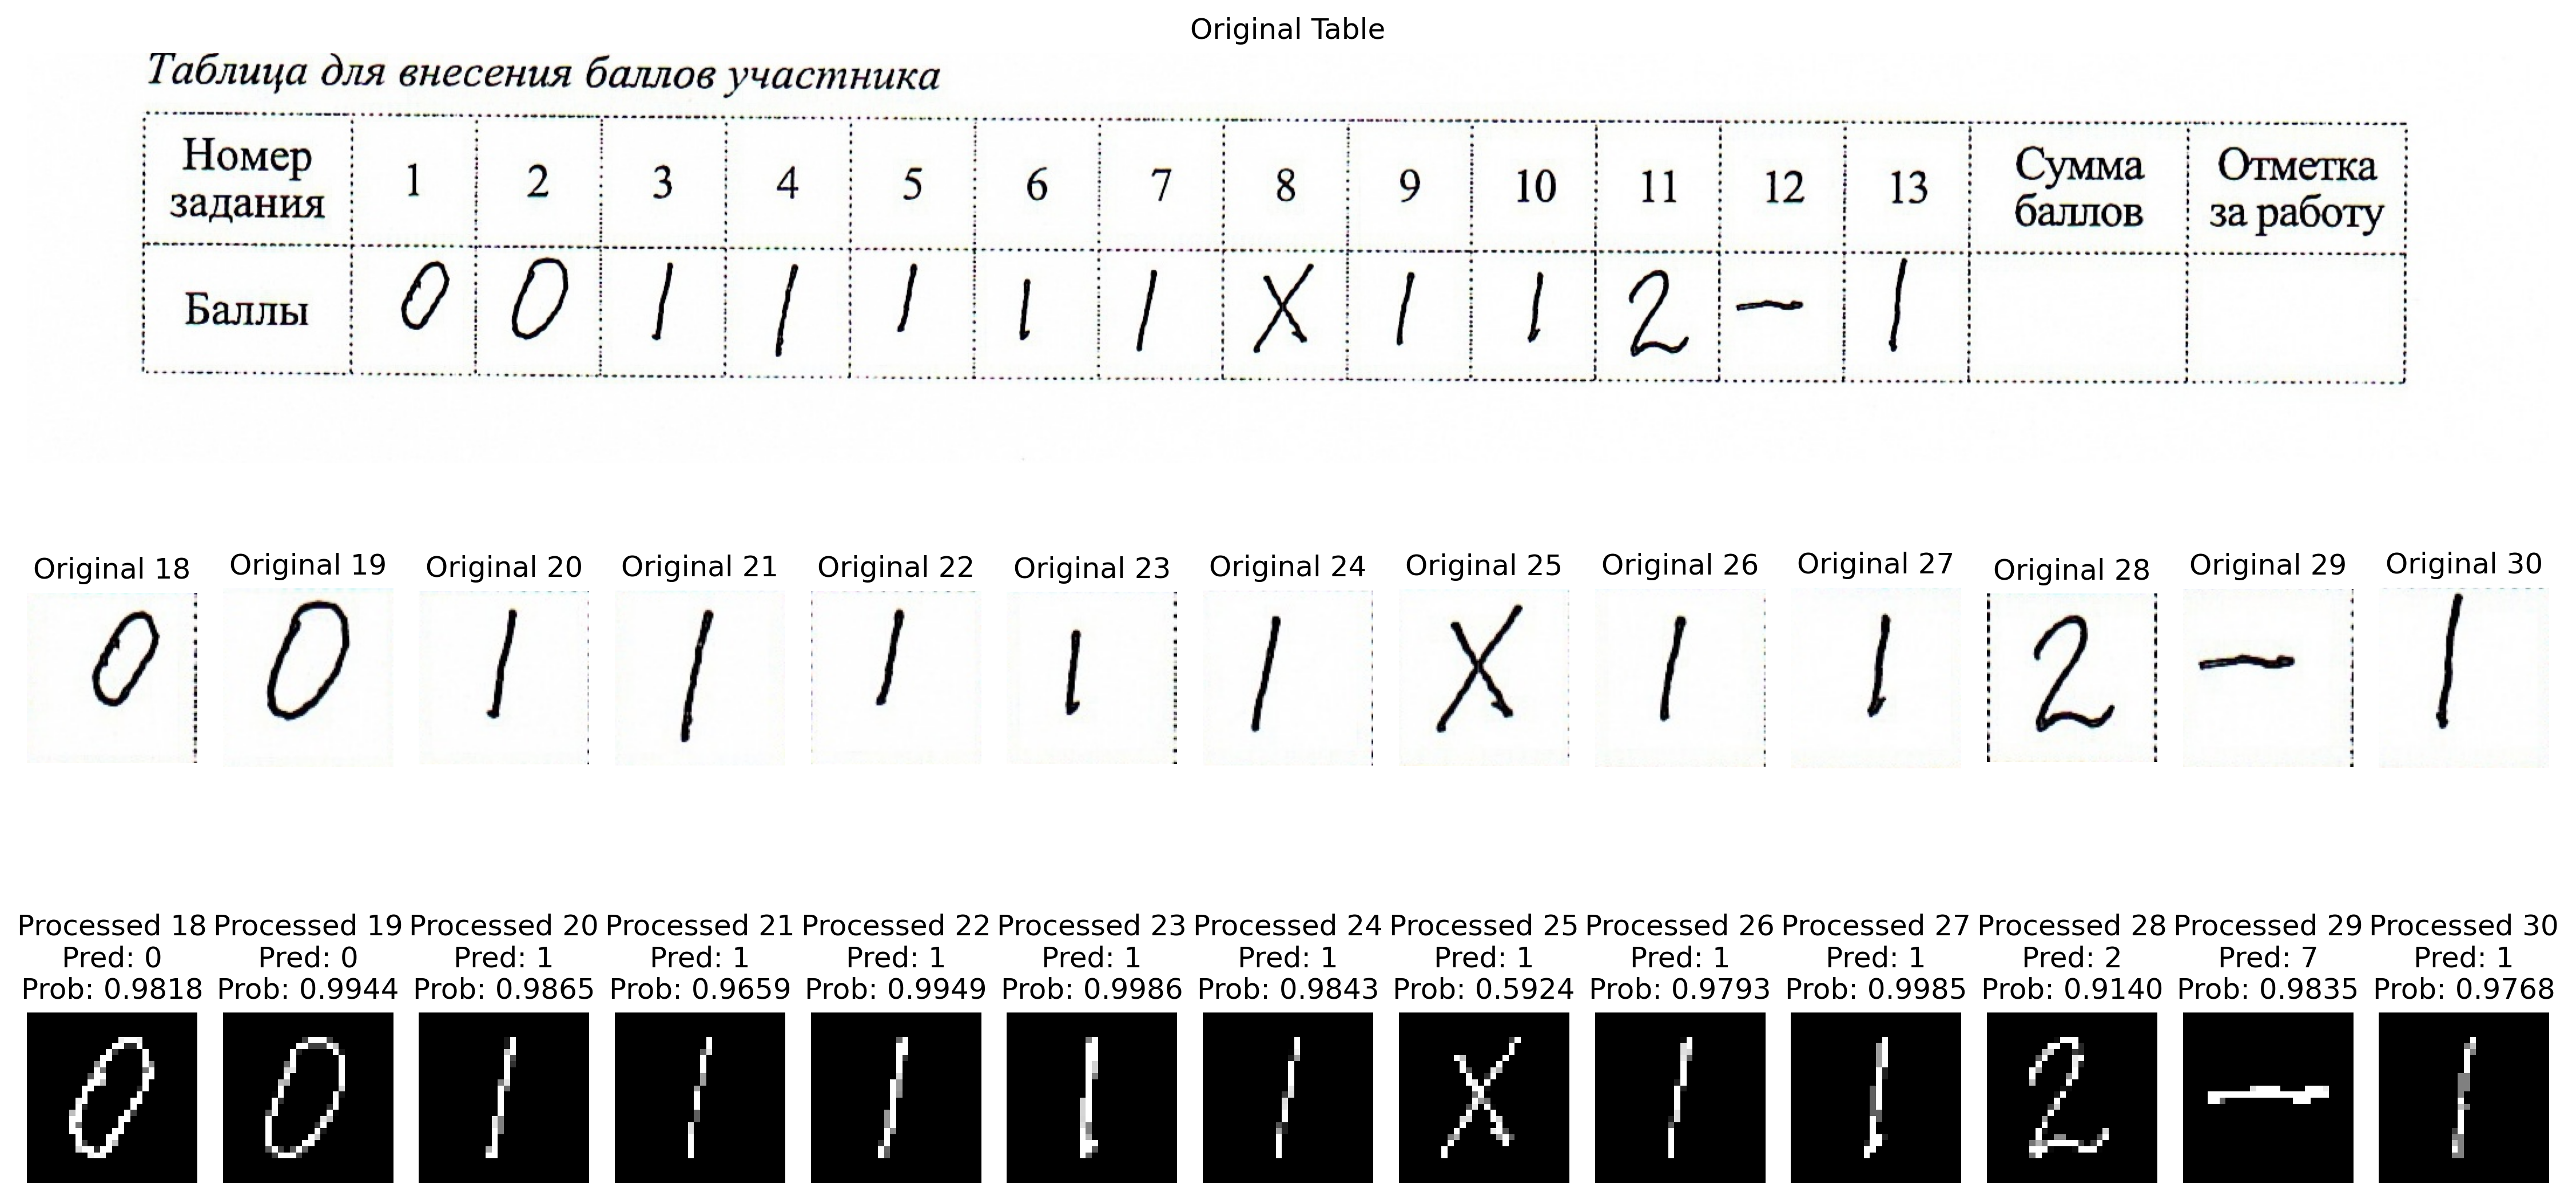 Original Table
Таблица для внесения баллов участника
Номер задания 1 2 3 4 5 6 7 8 9 10 11 12 13 Сумма баллов Отметка за работу
Баллы 0 0 1 1 1 1 1 X 1 1 2 — 1
Original 18 Original 19 Original 20 Original 21 Original 22 Original 23 Original 24 Original 25 Original 26 Original 27 Original 28 Original 29 Original 30
0 0 1 1 1 1 1 X 1 1 2 — 1
Processed 18 Processed 19 Processed 20 Processed 21 Processed 22 Processed 23 Processed 24 Processed 25 Processed 26 Processed 27 Processed 28 Processed 29 Processed 30
Pred: 0 Pred: 0 Pred: 1 Pred: 1 Pred: 1 Pred: 1 Pred: 1 Pred: 1 Pred: 1 Pred: 1 Pred: 2 Pred: 7 Pred: 1
Prob: 0.9818 Prob: 0.9944 Prob: 0.9865 Prob: 0.9659 Prob: 0.9949 Prob: 0.9986 Prob: 0.9843 Prob: 0.5924 Prob: 0.9793 Prob: 0.9985 Prob: 0.9140 Prob: 0.9835 Prob: 0.9768
0 0 1 1 1 1 1 X 1 1 2 — 1